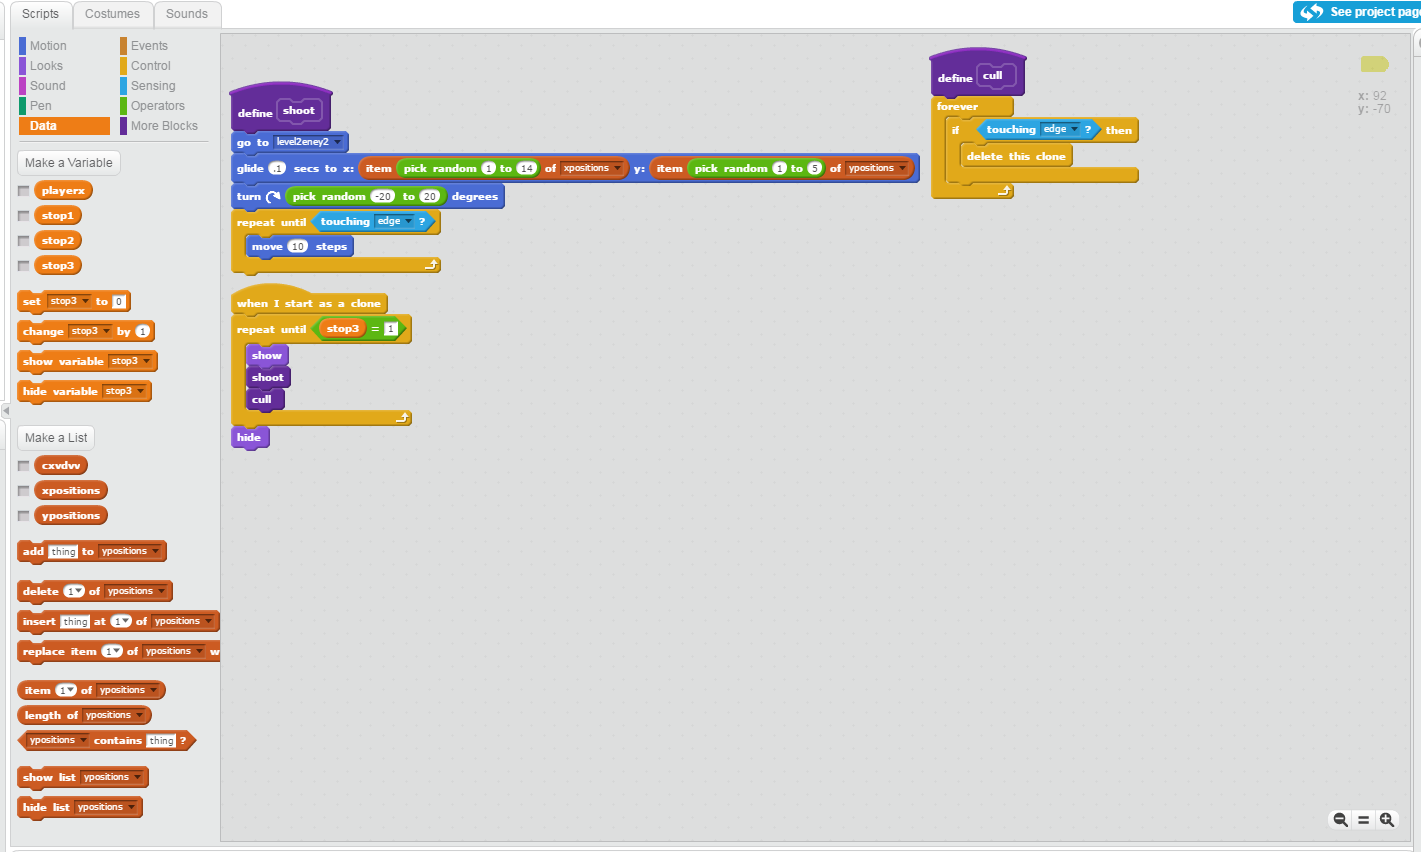 Scripts Costumes Sounds
See project page
Motion Events
Looks Control
Sound Sensing
Pen Operators
Data More Blocks
Make a Variable
playerx
stop1
stop2
stop3
set stop3 to 0
change stop3 by 1
show variable stop3
hide variable stop3
Make a List
cxvdvv
xpositions
ypositions
add thing to ypositions
delete 1 of ypositions
insert thing at 1 of ypositions
replace item 1 of ypositions w
item 1 of ypositions
length of ypositions
ypositions contains thing ?
show list ypositions
hide list ypositions
define shoot
go to level2eney2
glide .1 secs to x: item pick random 1 to 14 of xpositions y: item pick random 1 to 5 of ypositions
turn pick random -20 to 20 degrees
repeat until touching edge ?
move 10 steps
when I start as a clone
repeat until stop3 = 1
show
shoot
cull
hide
define cull
forever
if touching edge ? then
delete this clone
x: 92
y: -70